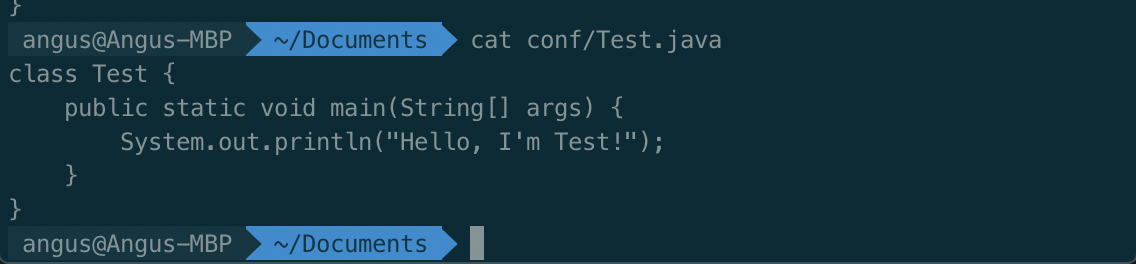 }
angus@Angus-MBP ~/Documents cat conf/Test.java
class Test {
    public static void main(String[] args) {
        System.out.println("Hello, I'm Test!");
    }
}
angus@Angus-MBP ~/Documents